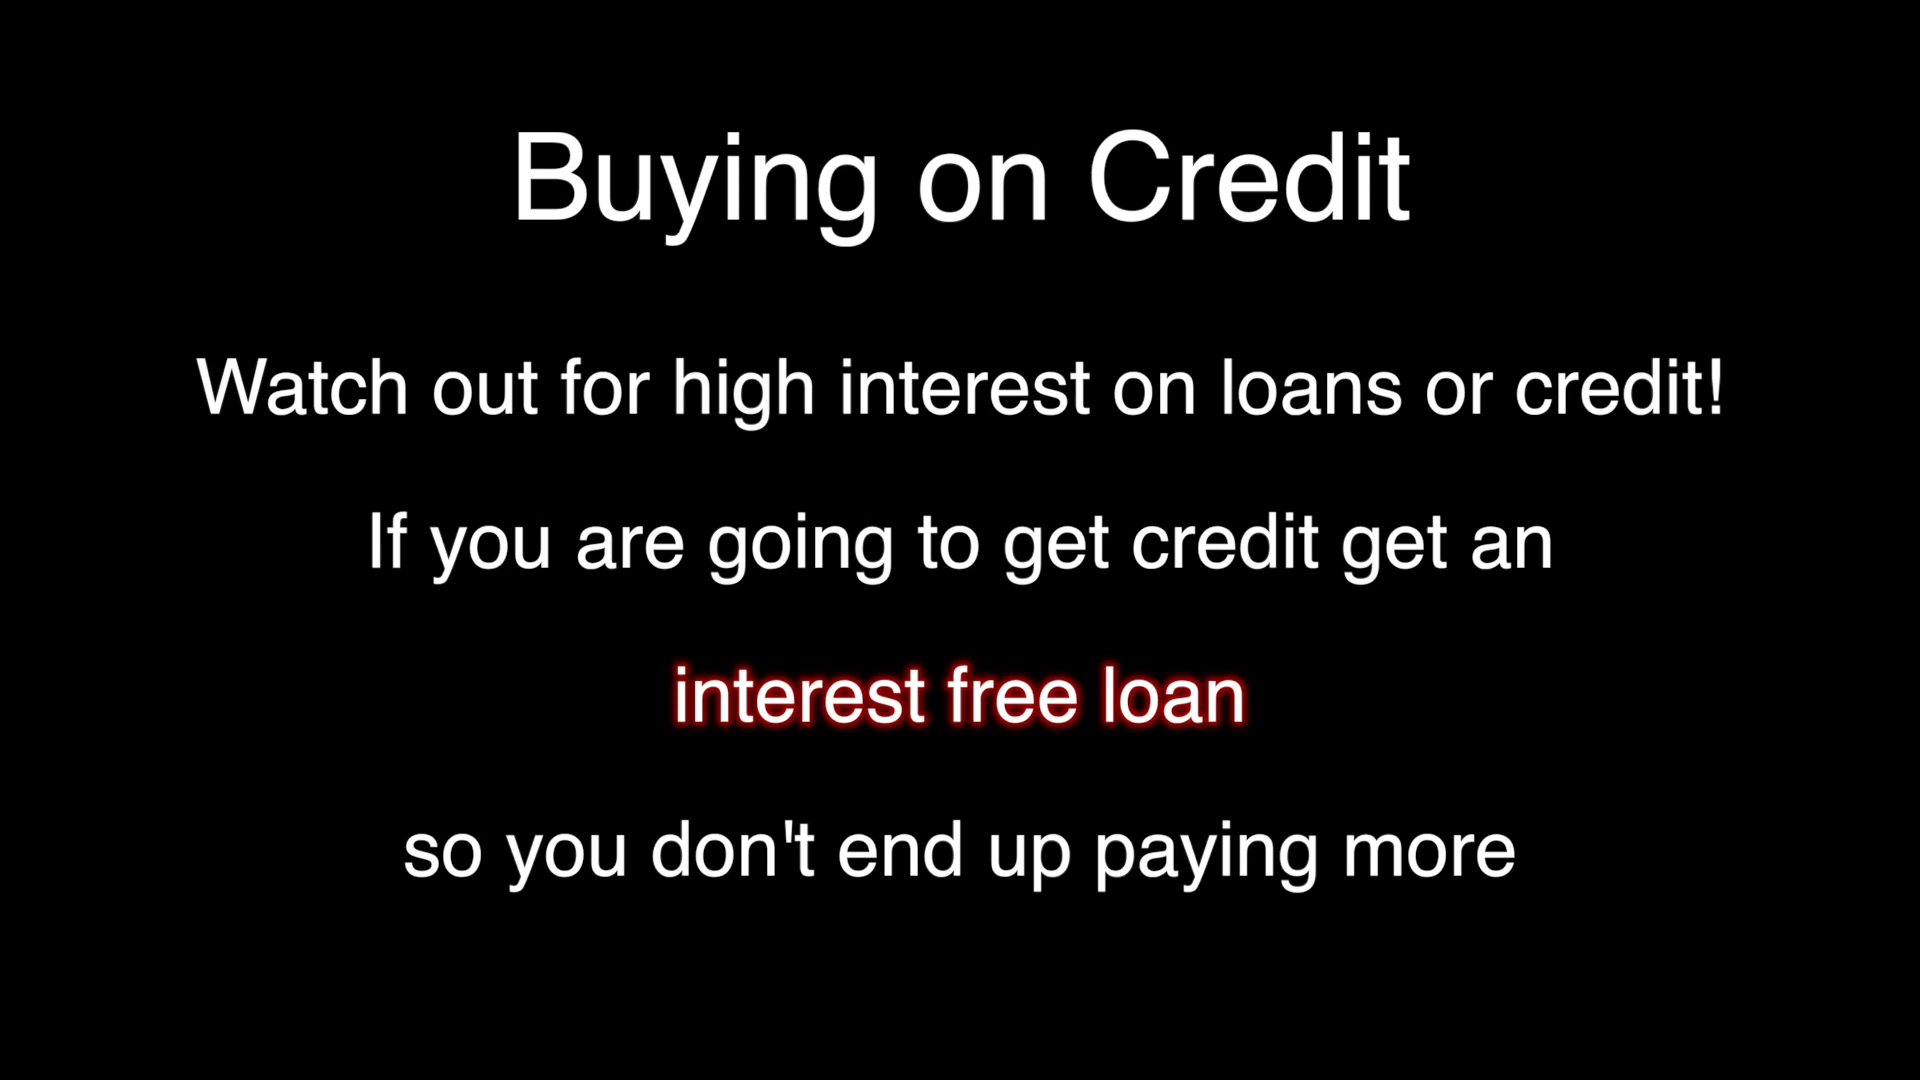 Buying on Credit
Watch out for high interest on loans or credit!
If you are going to get credit get an
interest free loan
so you don't end up paying more